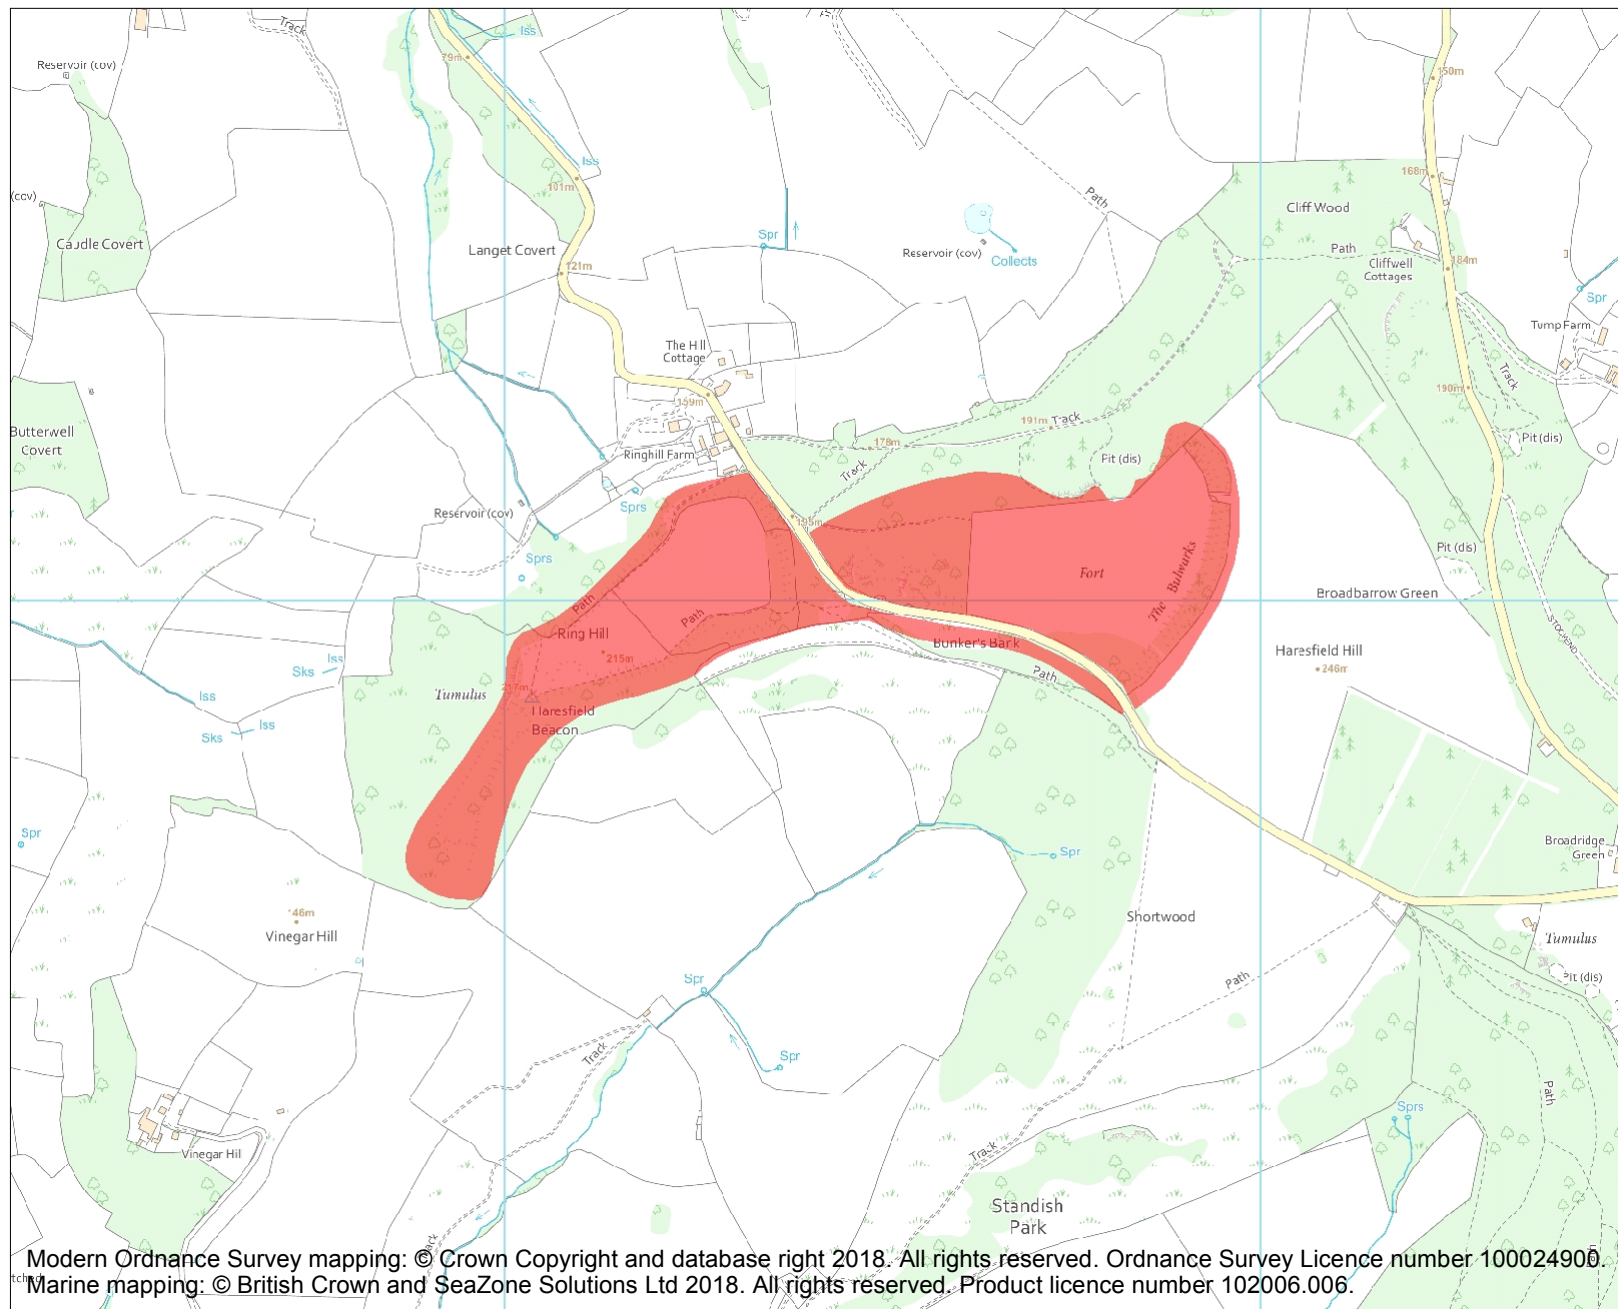 Track
Iss
Reservoir (cov)
79m
150m
Iss
101m
168m
(cov)
Path
Cliff Wood
Caudle Covert
Langet Covert
Spr
Reservoir (cov)
Collects
Path
Cliffwell
Cottages
184m
121m
Spr
Tump Farm
The Hill
Cottage
159m
Track
190m
Butterwell
Covert
Ringhill Farm
178m
191m
Track
Pit (dis)
Pit (dis)
Track
Reservoir (cov)
Sprs
195m
Sprs
Pit (dis)
Fort
The Bulwarks
Path
Path
Broadbarrow Green
STOCKEND
Ring Hill
215m
Bunker's Bank
Path
Haresfield Hill
246m
Iss
Sks
Tumulus
217m
Haresfield
Beacon
Iss
Sks
Iss
Spr
Spr
Broadridge
Green
146m
Vinegar Hill
Shortwood
Tumulus
Pit (dis)
Path
Spr
Track
Spr
Path
Sprs
Vinegar Hill
Track
Standish
Park
Modern Ordnance Survey mapping: © Crown Copyright and database right 2018. All rights reserved. Ordnance Survey Licence number 100024900.
Marine mapping: © British Crown and SeaZone Solutions Ltd 2018. All rights reserved. Product licence number 102006.006.